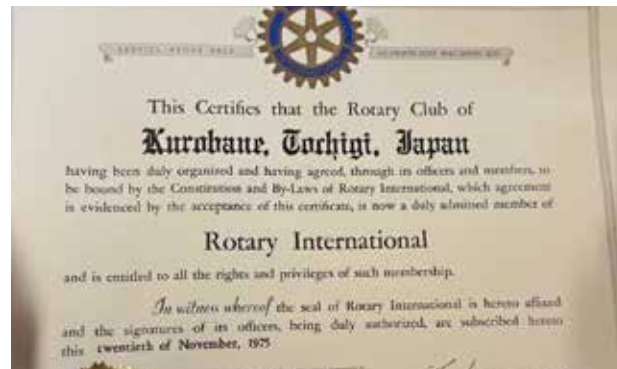 SERVICE ABOVE SELF
This Certifies that the Rotary Club of
Kurobane, Tochigi, Japan
having been duly organized and having agreed, through its officers and members, to
be bound by the Constitution and By-Laws of Rotary International, which agreement
is evidenced by the acceptance of this certificate, is now a duly admitted member of
Rotary International
and is entitled to all the rights and privileges of such membership.
In witness whereof the seal of Rotary International is hereto affixed
and the signatures of its officers, being duly authorized, are subscribed hereto
this twentieth of November, 1975